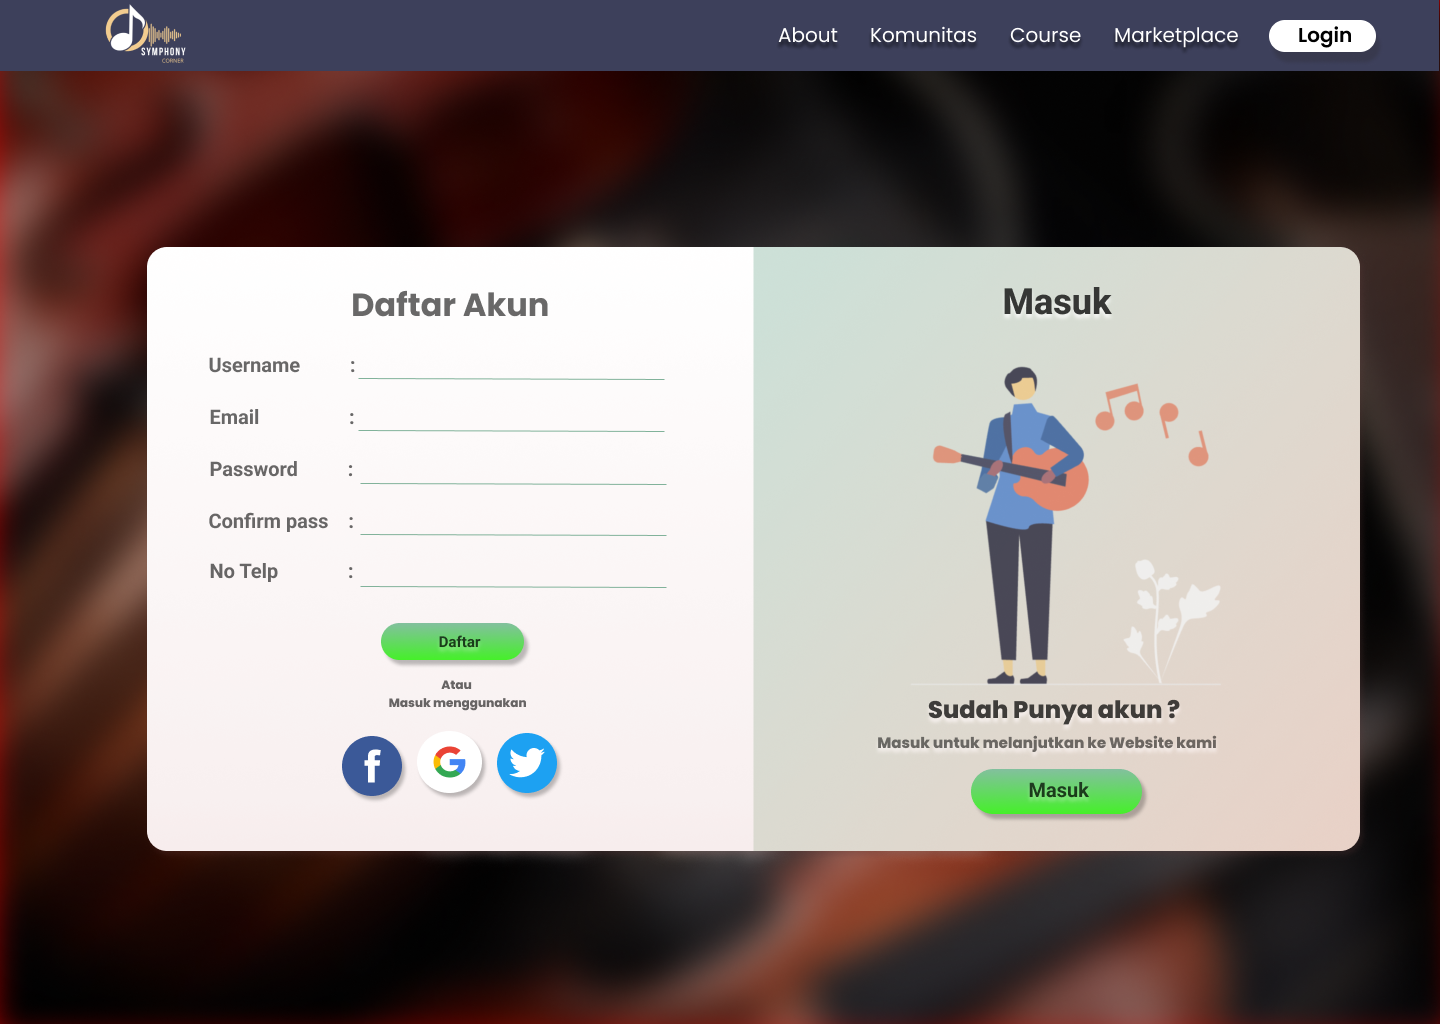 SYMPHONY
CORNER
About Komunitas Course Marketplace Login
Daftar Akun
Username :
Email :
Password :
Confirm pass :
No Telp :
Daftar
Atau
Masuk menggunakan
Masuk
Sudah Punya akun ?
Masuk untuk melanjutkan ke Website kami
Masuk